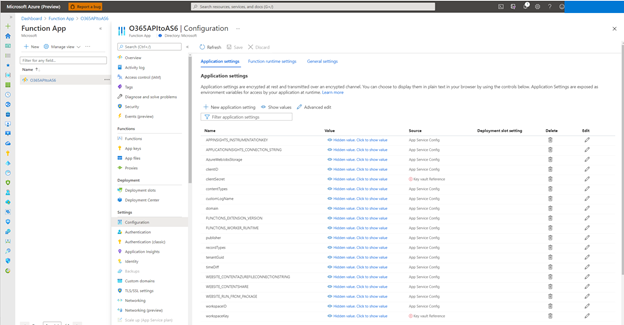 Microsoft Azure (Preview)
Report a bug
Search resources, services, and docs (G+/)
Dashboard > Function App > O365APItoAS6
Function App
Microsoft
New
Manage view
Filter for any field...
Name
O365APItoAS6
O365APItoAS6 | Configuration
Function App
Directory: Microsoft
Search (Ctrl+/)
Overview
Activity log
Access control (IAM)
Tags
Diagnose and solve problems
Security
Events (preview)
Functions
Functions
App keys
App files
Proxies
Deployment
Deployment slots
Deployment Center
Settings
Configuration
Authentication
Authentication (classic)
Application Insights
Identity
Backups
Custom domains
TLS/SSL settings
Networking
Networking (preview)
Scale up (App Service plan)
Refresh
Save
Discard
Application settings
Function runtime settings
General settings
Application settings
Application settings are encrypted at rest and transmitted over an encrypted channel. You can choose to display them in plain text in your browser by using the controls below. Application Settings are exposed as
environment variables for access by your application at runtime. Learn more
New application setting
Show values
Advanced edit
Filter application settings
Name Value Source Deployment slot setting Delete Edit
APPINSIGHTS_INSTRUMENTATIONKEY Hidden value. Click to show value App Service Config
APPLICATIONINSIGHTS_CONNECTION_STRING Hidden value. Click to show value App Service Config
AzureWebJobsStorage Hidden value. Click to show value App Service Config
clientID Hidden value. Click to show value App Service Config
clientSecret Hidden value. Click to show value Key vault Reference
contentTypes Hidden value. Click to show value App Service Config
customLogName Hidden value. Click to show value App Service Config
domain Hidden value. Click to show value App Service Config
FUNCTIONS_EXTENSION_VERSION Hidden value. Click to show value App Service Config
FUNCTIONS_WORKER_RUNTIME Hidden value. Click to show value App Service Config
publisher Hidden value. Click to show value App Service Config
recordTypes Hidden value. Click to show value App Service Config
tenantGuid Hidden value. Click to show value App Service Config
timeDiff Hidden value. Click to show value App Service Config
WEBSITE_CONTENTAZUREFILECONNECTIONSTRING Hidden value. Click to show value App Service Config
WEBSITE_CONTENTSHARE Hidden value. Click to show value App Service Config
WEBSITE_RUN_FROM_PACKAGE Hidden value. Click to show value App Service Config
workspaceID Hidden value. Click to show value App Service Config
workspaceKey Hidden value. Click to show value Key vault Reference